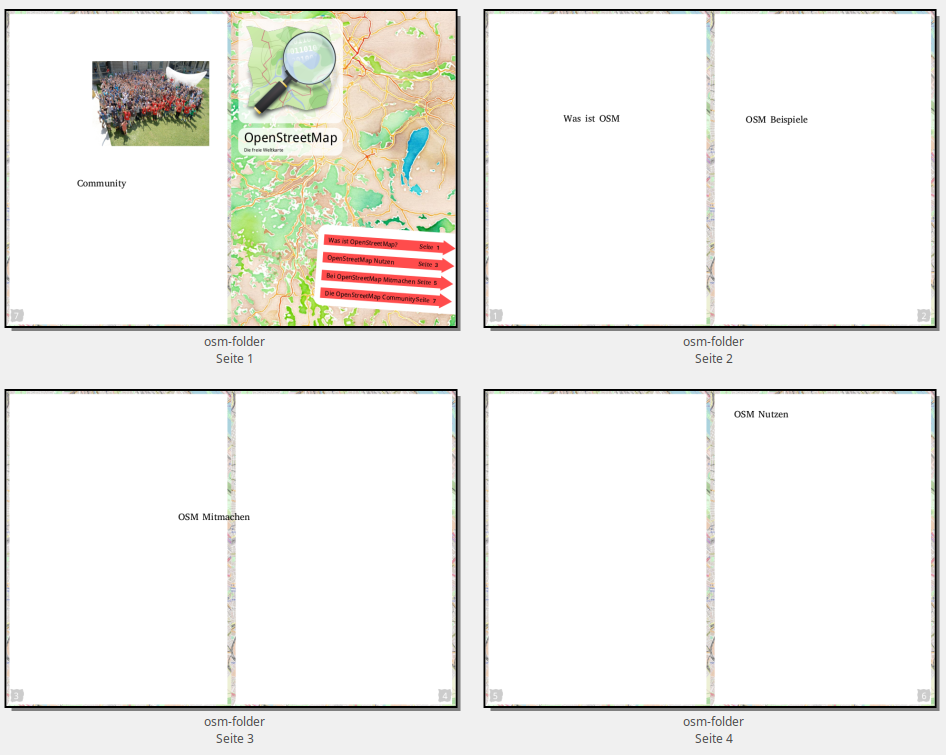 OpenStreetMap
Die freie Weltkarte
Community
Was ist OpenStreetMap? Seite 1
OpenStreetMap Nutzen Seite 3
Bei OpenStreetMap Mitmachen Seite 5
Die OpenStreetMap Community Seite 7
7
osm-folder
Seite 1
Was ist OSM
OSM Beispiele
1
2
osm-folder
Seite 2
OSM Mitmachen
3
4
osm-folder
Seite 3
OSM Nutzen
5
6
osm-folder
Seite 4